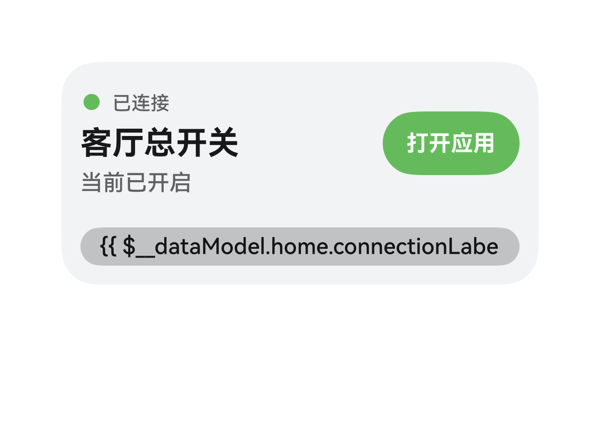 已连接
客厅总开关
打开应用
当前已开启
{{ $__dataModel.home.connectionLabe